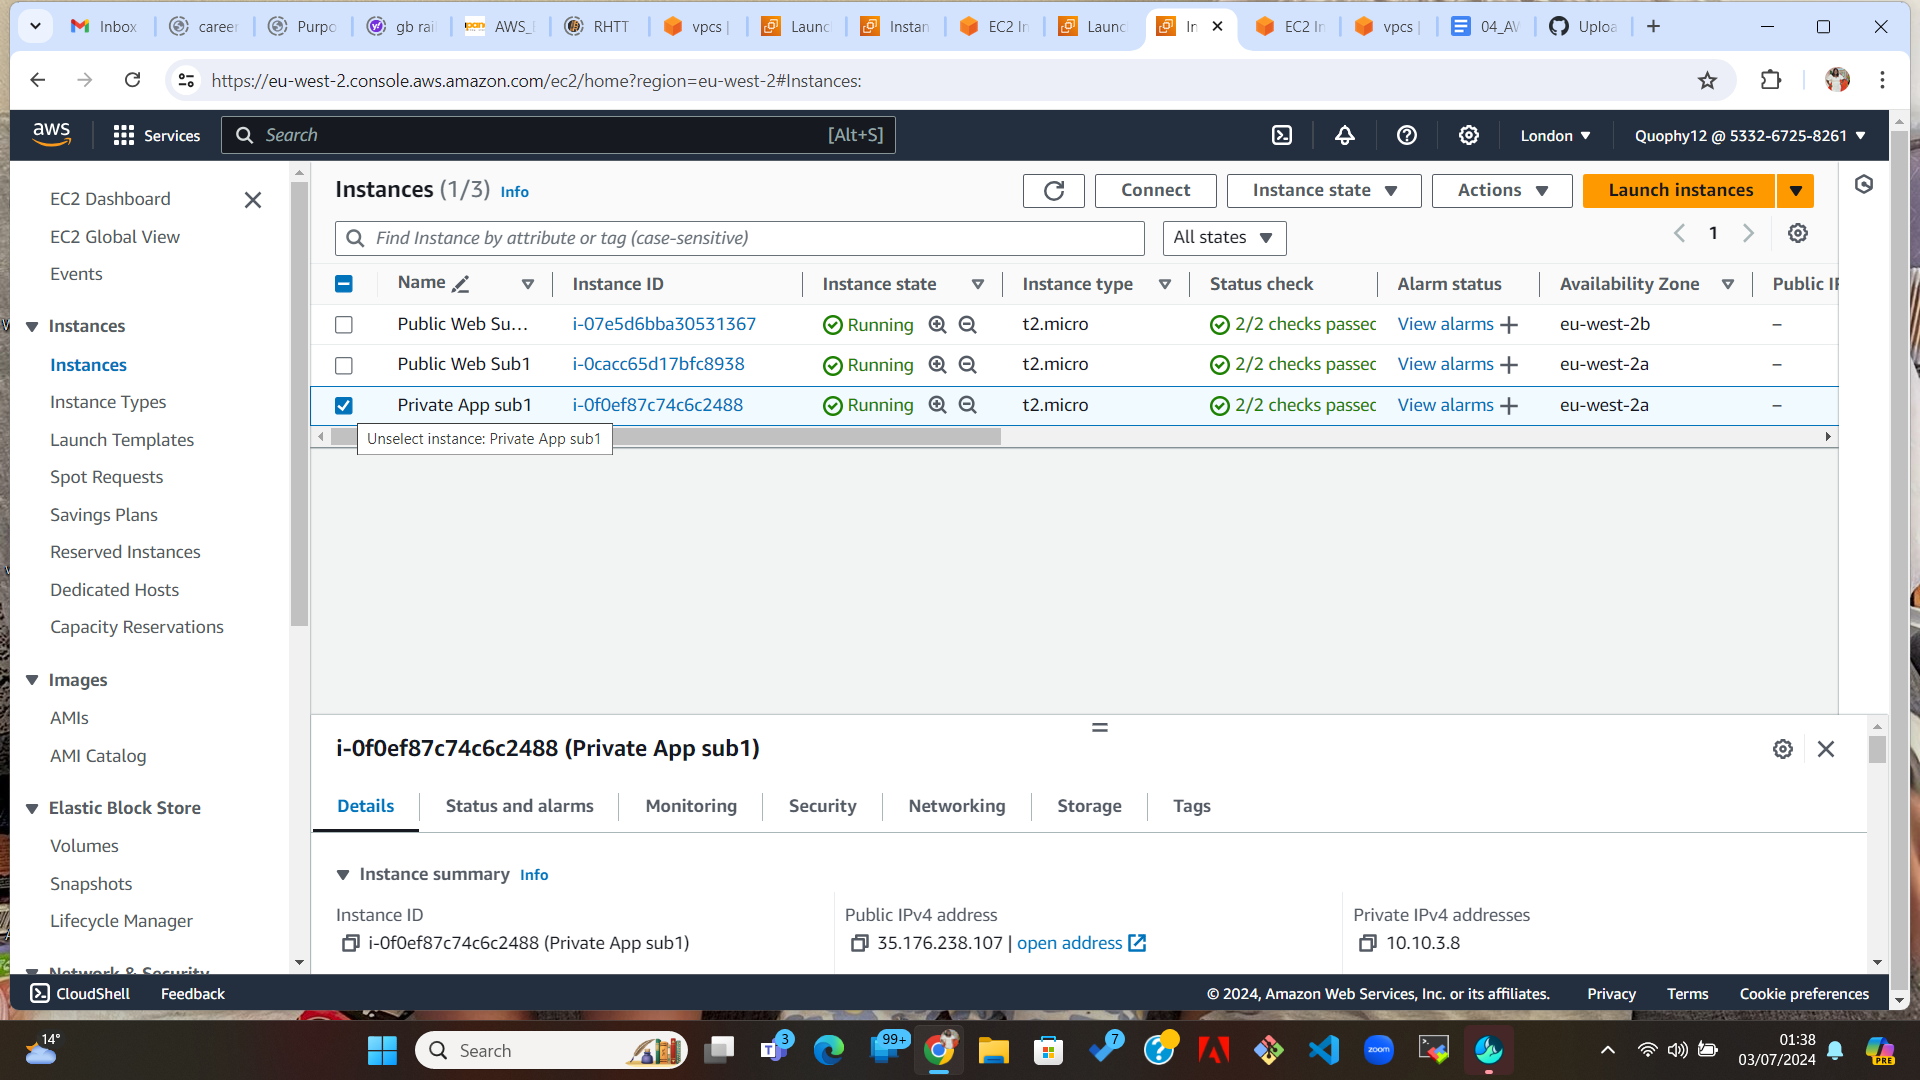 Inbox
career
Purpo
gb rail
AWS_
RHTT
vpcs |
Launc
Instan
EC2 In
Launc
In
EC2 In
vpcs |
04_AW
Uploa
https://eu-west-2.console.aws.amazon.com/ec2/home?region=eu-west-2#Instances:
aws
Services
Search
[Alt+S]
London
Quophy12 @ 5332-6725-8261
EC2 Dashboard
EC2 Global View
Events
Instances
Instances
Instance Types
Launch Templates
Spot Requests
Savings Plans
Reserved Instances
Dedicated Hosts
Capacity Reservations
Images
AMIs
AMI Catalog
Elastic Block Store
Volumes
Snapshots
Lifecycle Manager
Network & Security
Instances (1/3) Info
Connect
Instance state
Actions
Launch instances
Find Instance by attribute or tag (case-sensitive)
All states
1
Name Instance ID Instance state Instance type Status check Alarm status Availability Zone Public IP
Public Web Su... i-07e5d6bba30531367 Running t2.micro 2/2 checks passed View alarms eu-west-2b –
Public Web Sub1 i-0cacc65d17bfc8938 Running t2.micro 2/2 checks passed View alarms eu-west-2a –
Private App sub1 i-0f0ef87c74c6c2488 Running t2.micro 2/2 checks passed View alarms eu-west-2a –
Unselect instance: Private App sub1
i-0f0ef87c74c6c2488 (Private App sub1)
Details
Status and alarms
Monitoring
Security
Networking
Storage
Tags
Instance summary Info
Instance ID
i-0f0ef87c74c6c2488 (Private App sub1)
Public IPv4 address
35.176.238.107 | open address
Private IPv4 addresses
10.10.3.8
CloudShell
Feedback
© 2024, Amazon Web Services, Inc. or its affiliates.
Privacy
Terms
Cookie preferences
14°
Search
3
99+
7
zoom
01:38
03/07/2024
PRE